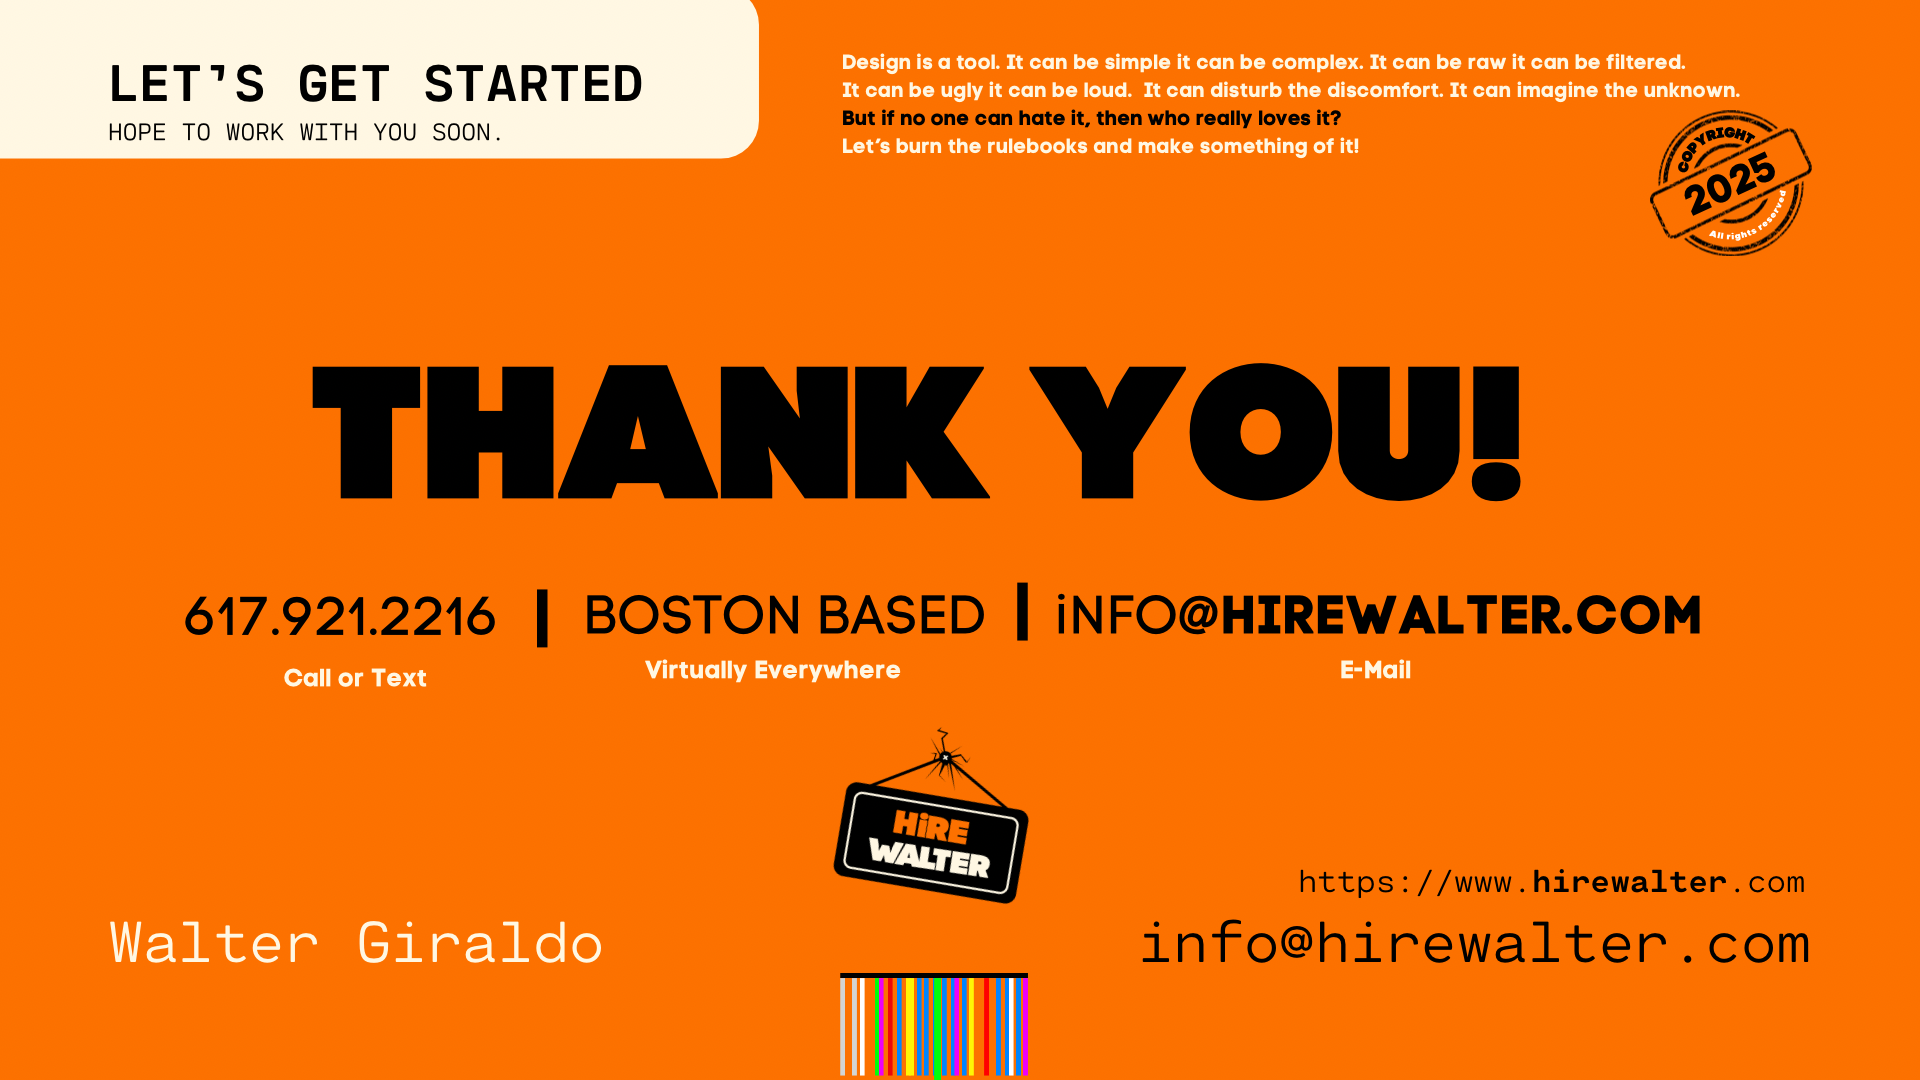 LET'S GET STARTED
HOPE TO WORK WITH YOU SOON.
Design is a tool. It can be simple it can be complex. It can be raw it can be filtered.
It can be ugly it can be loud.  It can disturb the discomfort. It can imagine the unknown.
But if no one can hate it, then who really loves it?
Let's burn the rulebooks and make something of it!
COPYRIGHT
2025
All rights reserved
THANK YOU!
617.921.2216 | BOSTON BASED | iNFO@HIREWALTER.COM
Call or Text
Virtually Everywhere
E-Mail
HiRE
WALTER
https://www.hirewalter.com
Walter Giraldo
info@hirewalter.com